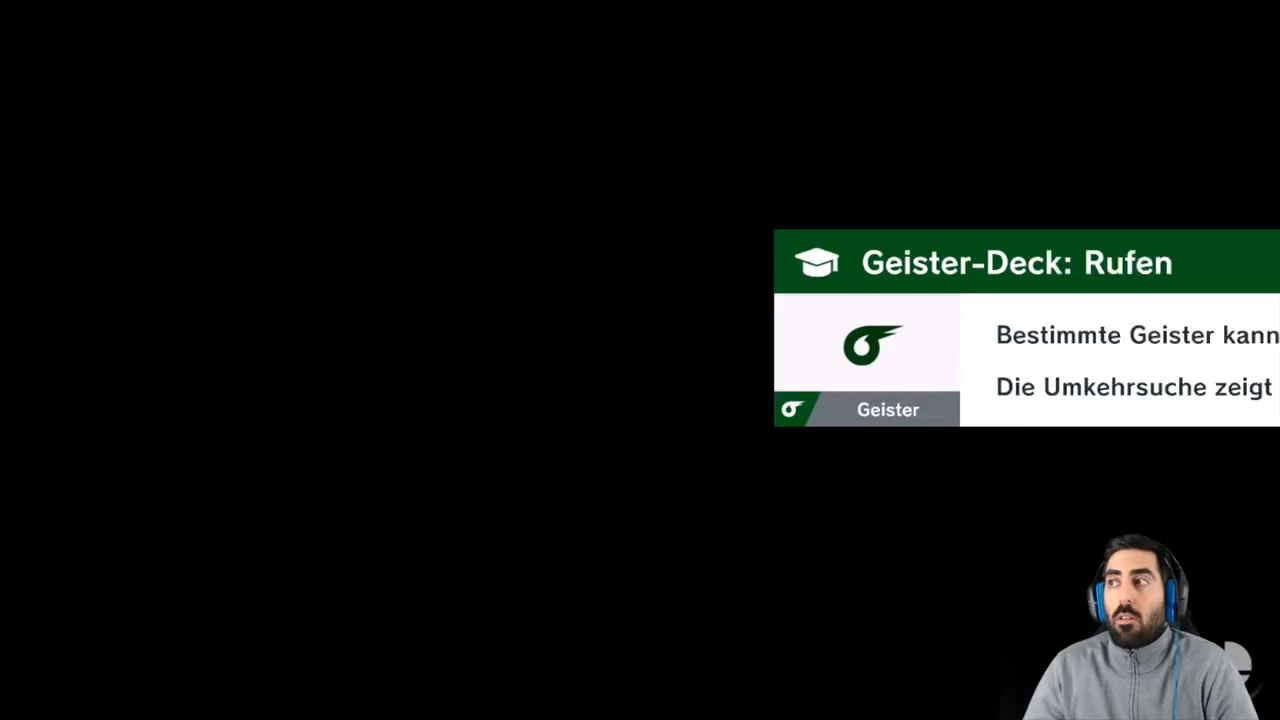 Geister-Deck: Rufen
Bestimmte Geister kann
Die Umkehrsuche zeigt
Geister